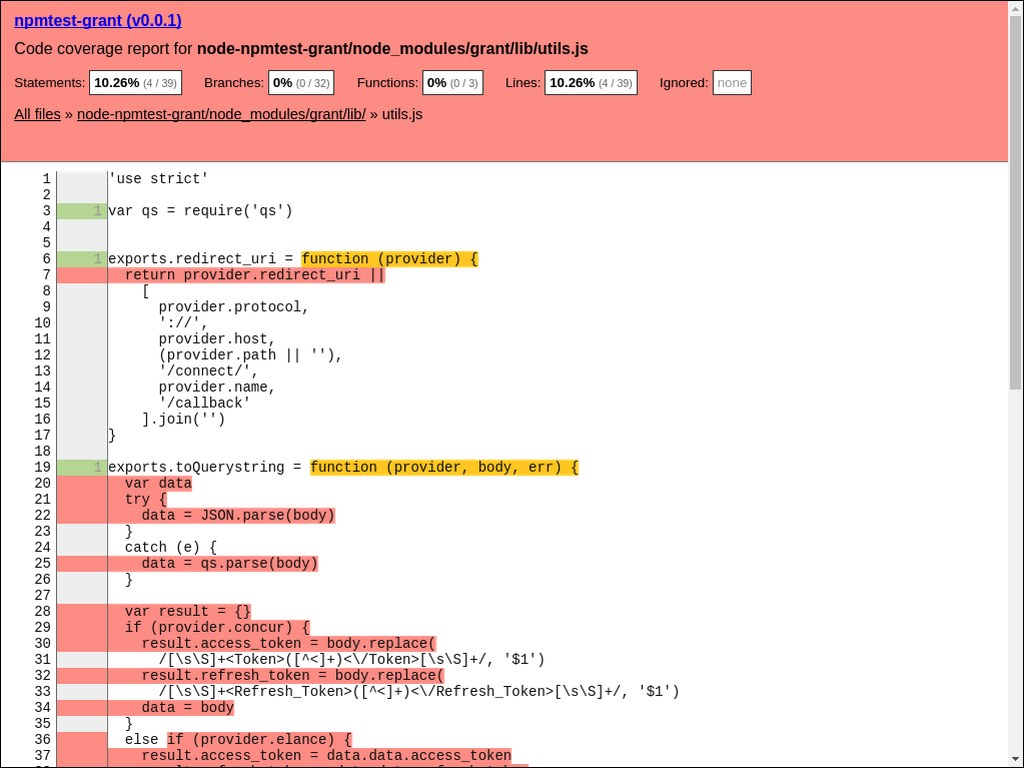 npmtest-grant (v0.0.1)
Code coverage report for node-npmtest-grant/node_modules/grant/lib/utils.js
Statements: 10.26% (4 / 39) Branches: 0% (0 / 32) Functions: 0% (0 / 3) Lines: 10.26% (4 / 39) Ignored: none
All files » node-npmtest-grant/node_modules/grant/lib/ » utils.js
1 'use strict'
2
3 1 var qs = require('qs')
4
5
6 1 exports.redirect_uri = function (provider) {
7   return provider.redirect_uri ||
8     [
9       provider.protocol,
10       '://',
11       provider.host,
12       (provider.path || ''),
13       '/connect/',
14       provider.name,
15       '/callback'
16     ].join('')
17 }
18
19 1 exports.toQuerystring = function (provider, body, err) {
20   var data
21   try {
22     data = JSON.parse(body)
23   }
24   catch (e) {
25     data = qs.parse(body)
26   }
27
28   var result = {}
29   if (provider.concur) {
30     result.access_token = body.replace(
31       /[\s\S]+<Token>([^<]+)<\/Token>[\s\S]+/, '$1')
32     result.refresh_token = body.replace(
33       /[\s\S]+<Refresh_Token>([^<]+)<\/Refresh_Token>[\s\S]+/, '$1')
34     data = body
35   }
36   else if (provider.elance) {
37     result.access_token = data.data.access_token